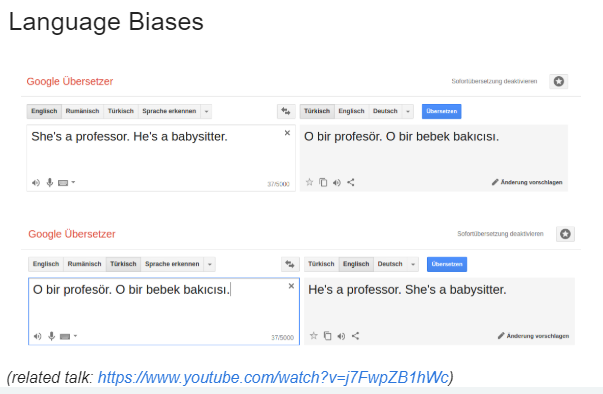 Language Biases
Google Übersetzer
Sofortübersetzung deaktivieren
Englisch Rumänisch Türkisch Sprache erkennen
Türkisch Englisch Deutsch Übersetzen
She's a professor. He's a babysitter.
O bir profesör. O bir bebek bakıcısı.
37/5000
Änderung vorschlagen
Google Übersetzer
Sofortübersetzung deaktivieren
Englisch Rumänisch Türkisch Sprache erkennen
Türkisch Englisch Deutsch Übersetzen
O bir profesör. O bir bebek bakıcısı.
He's a professor. She's a babysitter.
37/5000
Änderung vorschlagen
(related talk: https://www.youtube.com/watch?v=j7FwpZB1hWc)